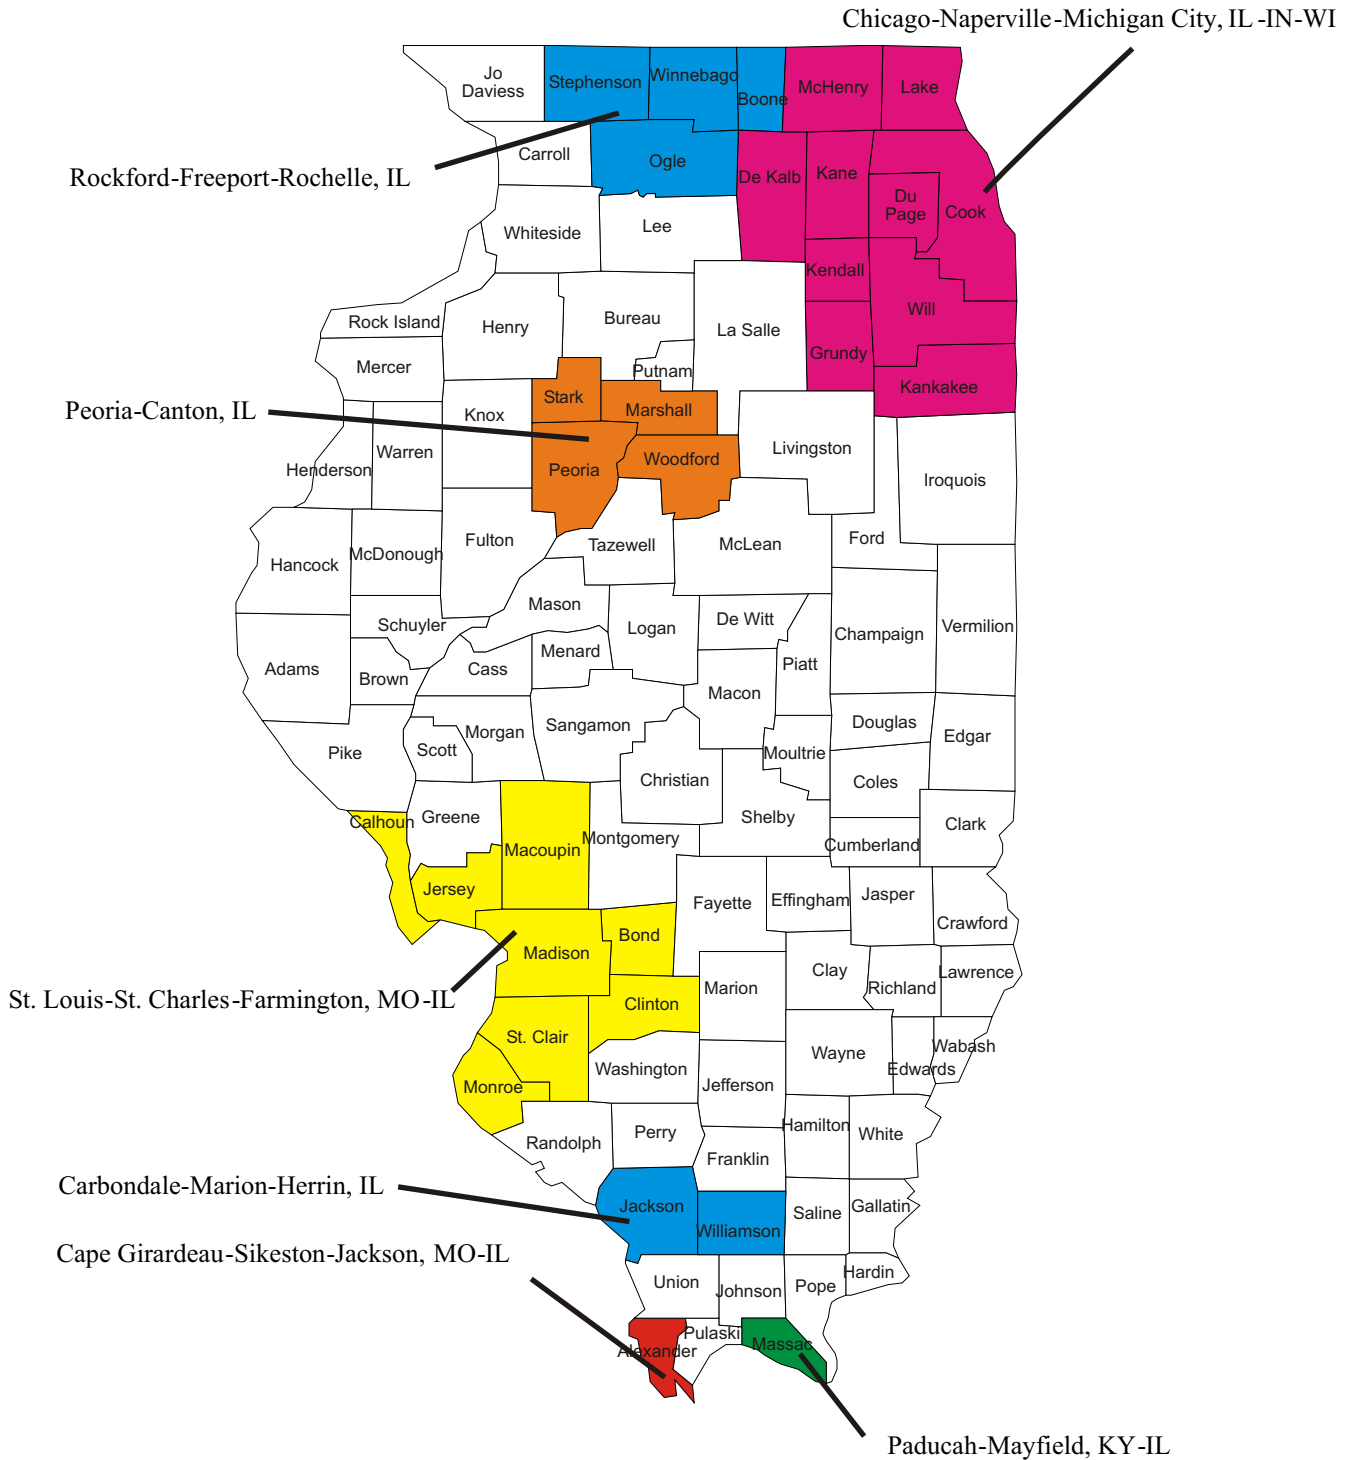 Chicago-Naperville-Michigan City, IL-IN-WI
Jo
Daviess
Stephenson
Winnebago
Boone
McHenry
Lake
Rockford-Freeport-Rochelle, IL
Carroll
Ogle
De Kalb
Kane
Du
Page
Cook
Whiteside
Lee
Kendall
Will
Rock Island
Henry
Bureau
La Salle
Grundy
Mercer
Putnam
Kankakee
Peoria-Canton, IL
Knox
Stark
Marshall
Henderson
Warren
Peoria
Woodford
Livingston
Iroquois
Hancock
McDonough
Fulton
Tazewell
McLean
Ford
Schuyler
Mason
Logan
De Witt
Champaign
Vermilion
Adams
Brown
Cass
Menard
Macon
Piatt
Pike
Scott
Morgan
Sangamon
Christian
Moultrie
Douglas
Edgar
Coles
Calhoun
Greene
Macoupin
Montgomery
Shelby
Cumberland
Clark
Jersey
Fayette
Effingham
Jasper
Crawford
Madison
Bond
St. Louis-St. Charles-Farmington, MO-IL
Clinton
Marion
Clay
Richland
Lawrence
St. Clair
Monroe
Washington
Jefferson
Wayne
Edwards
Wabash
Randolph
Perry
Franklin
Hamilton
White
Carbondale-Marion-Herrin, IL
Jackson
Williamson
Saline
Gallatin
Cape Girardeau-Sikeston-Jackson, MO-IL
Union
Johnson
Pope
Hardin
Alexander
Pulaski
Massac
Paducah-Mayfield, KY-IL